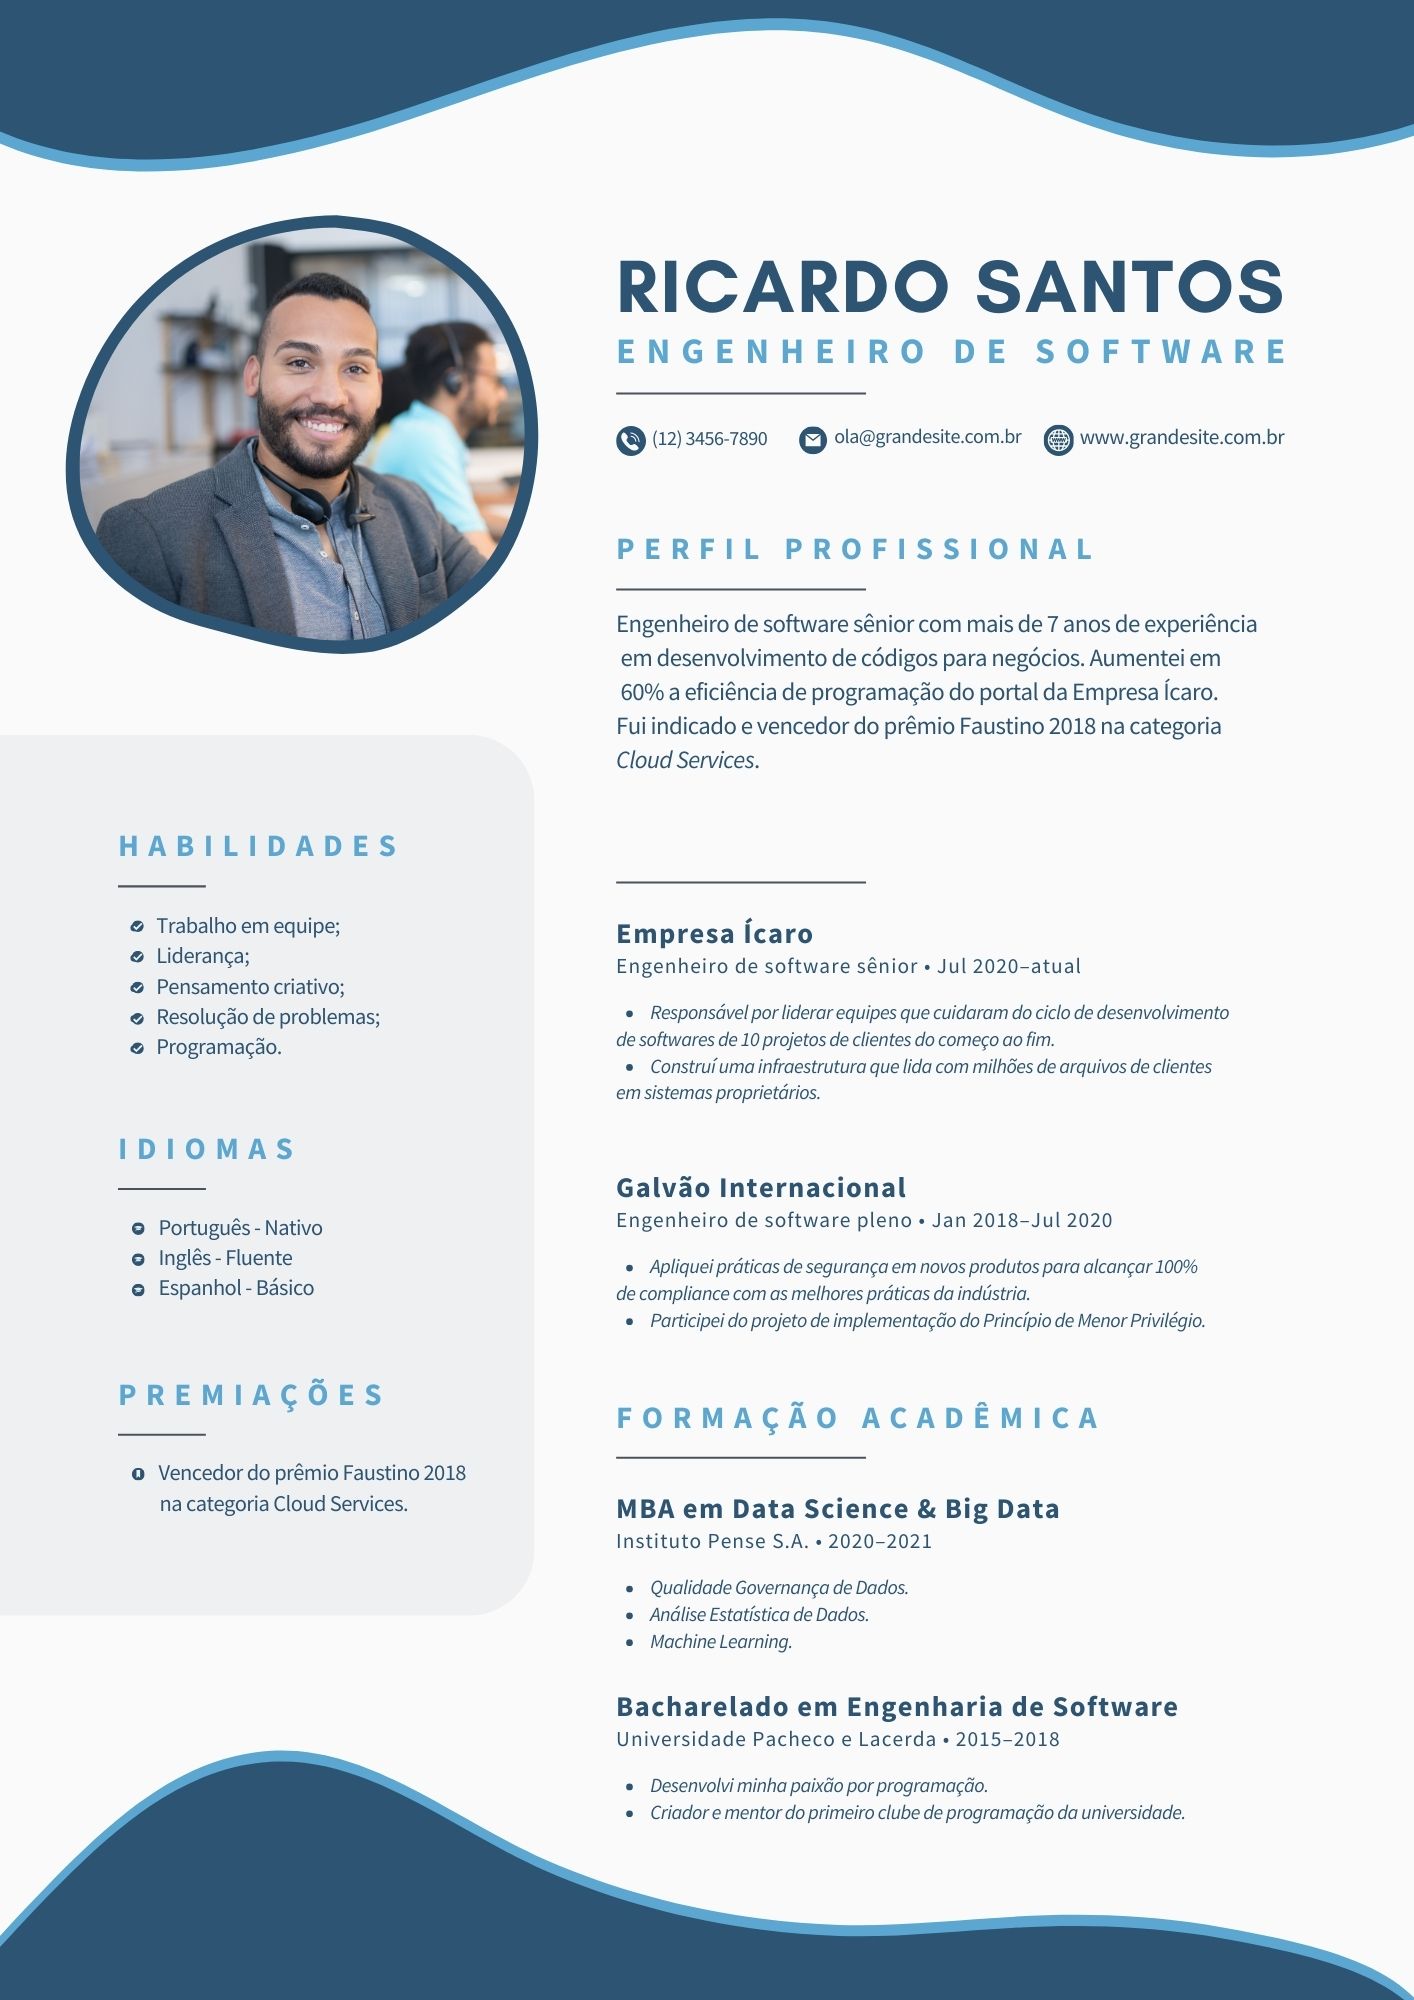 RICARDO SANTOS
ENGENHEIRO DE SOFTWARE
(12) 3456-7890 ola@grandesite.com.br www.grandesite.com.br
PERFIL PROFISSIONAL
Engenheiro de software sênior com mais de 7 anos de experiência
em desenvolvimento de códigos para negócios. Aumentei em
60% a eficiência de programação do portal da Empresa Ícaro.
Fui indicado e vencedor do prêmio Faustino 2018 na categoria
Cloud Services.
HABILIDADES
Trabalho em equipe;
Liderança;
Pensamento criativo;
Resolução de problemas;
Programação.
IDIOMAS
Português - Nativo
Inglês - Fluente
Espanhol - Básico
PREMIAÇÕES
Vencedor do prêmio Faustino 2018
na categoria Cloud Services.
Empresa Ícaro
Engenheiro de software sênior • Jul 2020–atual
• Responsável por liderar equipes que cuidaram do ciclo de desenvolvimento
de softwares de 10 projetos de clientes do começo ao fim.
• Construí uma infraestrutura que lida com milhões de arquivos de clientes
em sistemas proprietários.
Galvão Internacional
Engenheiro de software pleno • Jan 2018–Jul 2020
• Apliquei práticas de segurança em novos produtos para alcançar 100%
de compliance com as melhores práticas da indústria.
• Participei do projeto de implementação do Princípio de Menor Privilégio.
FORMAÇÃO ACADÊMICA
MBA em Data Science & Big Data
Instituto Pense S.A. • 2020–2021
• Qualidade Governança de Dados.
• Análise Estatística de Dados.
• Machine Learning.
Bacharelado em Engenharia de Software
Universidade Pacheco e Lacerda • 2015–2018
• Desenvolvi minha paixão por programação.
• Criador e mentor do primeiro clube de programação da universidade.